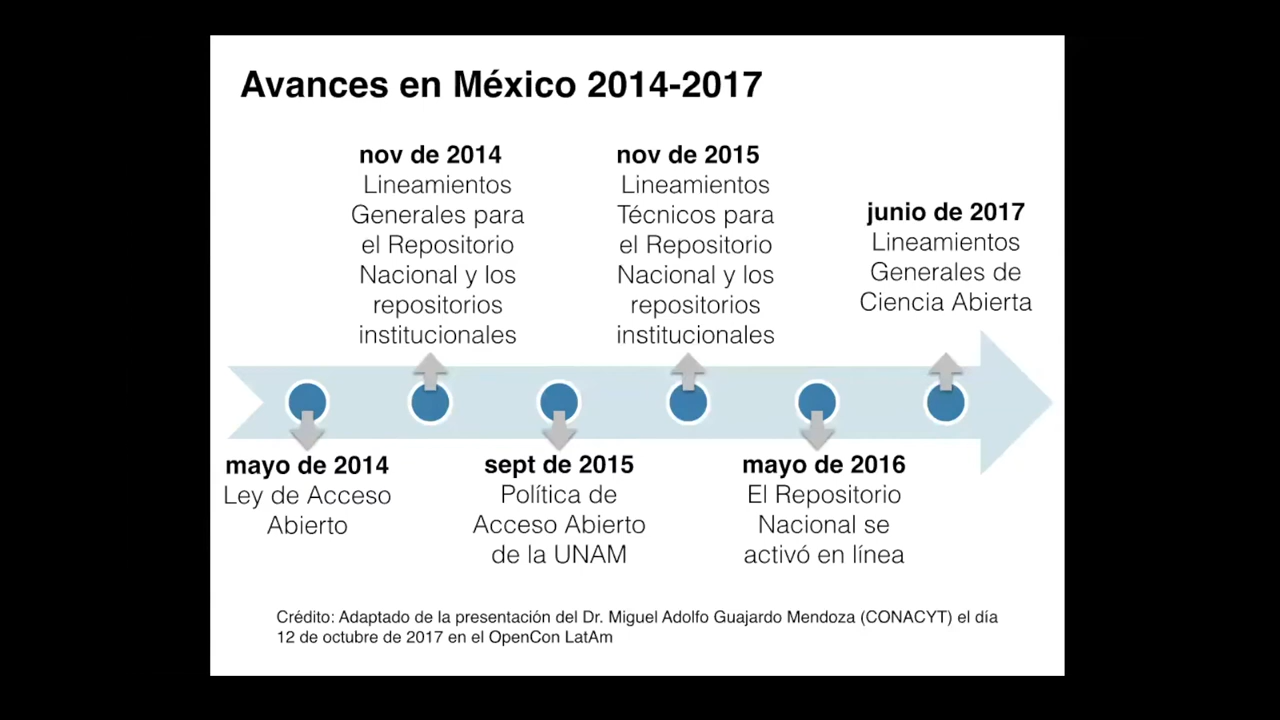 Avances en México 2014-2017
nov de 2014
Lineamientos
Generales para
el Repositorio
Nacional y los
repositorios
institucionales
nov de 2015
Lineamientos
Técnicos para
el Repositorio
Nacional y los
repositorios
institucionales
junio de 2017
Lineamientos
Generales de
Ciencia Abierta
mayo de 2014
Ley de Acceso
Abierto
sept de 2015
Política de
Acceso Abierto
de la UNAM
mayo de 2016
El Repositorio
Nacional se
activó en línea
Crédito: Adaptado de la presentación del Dr. Miguel Adolfo Guajardo Mendoza (CONACYT) el día
12 de octubre de 2017 en el OpenCon LatAm